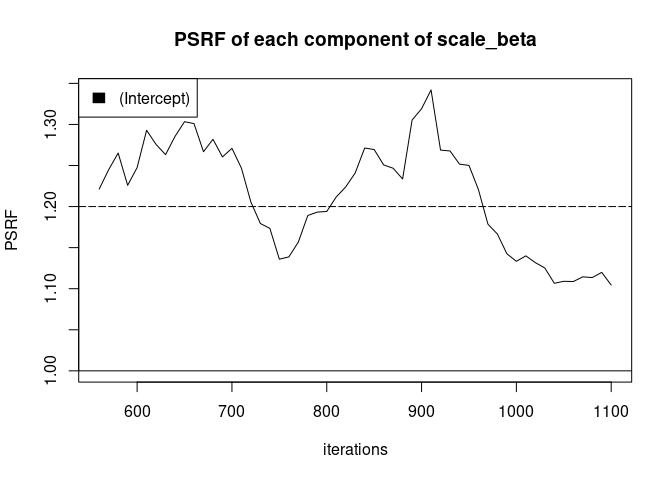 PSRF of each component of scale_beta
(Intercept)
PSRF
1.30
1.20
1.10
1.00
600 700 800 900 1000 1100
iterations